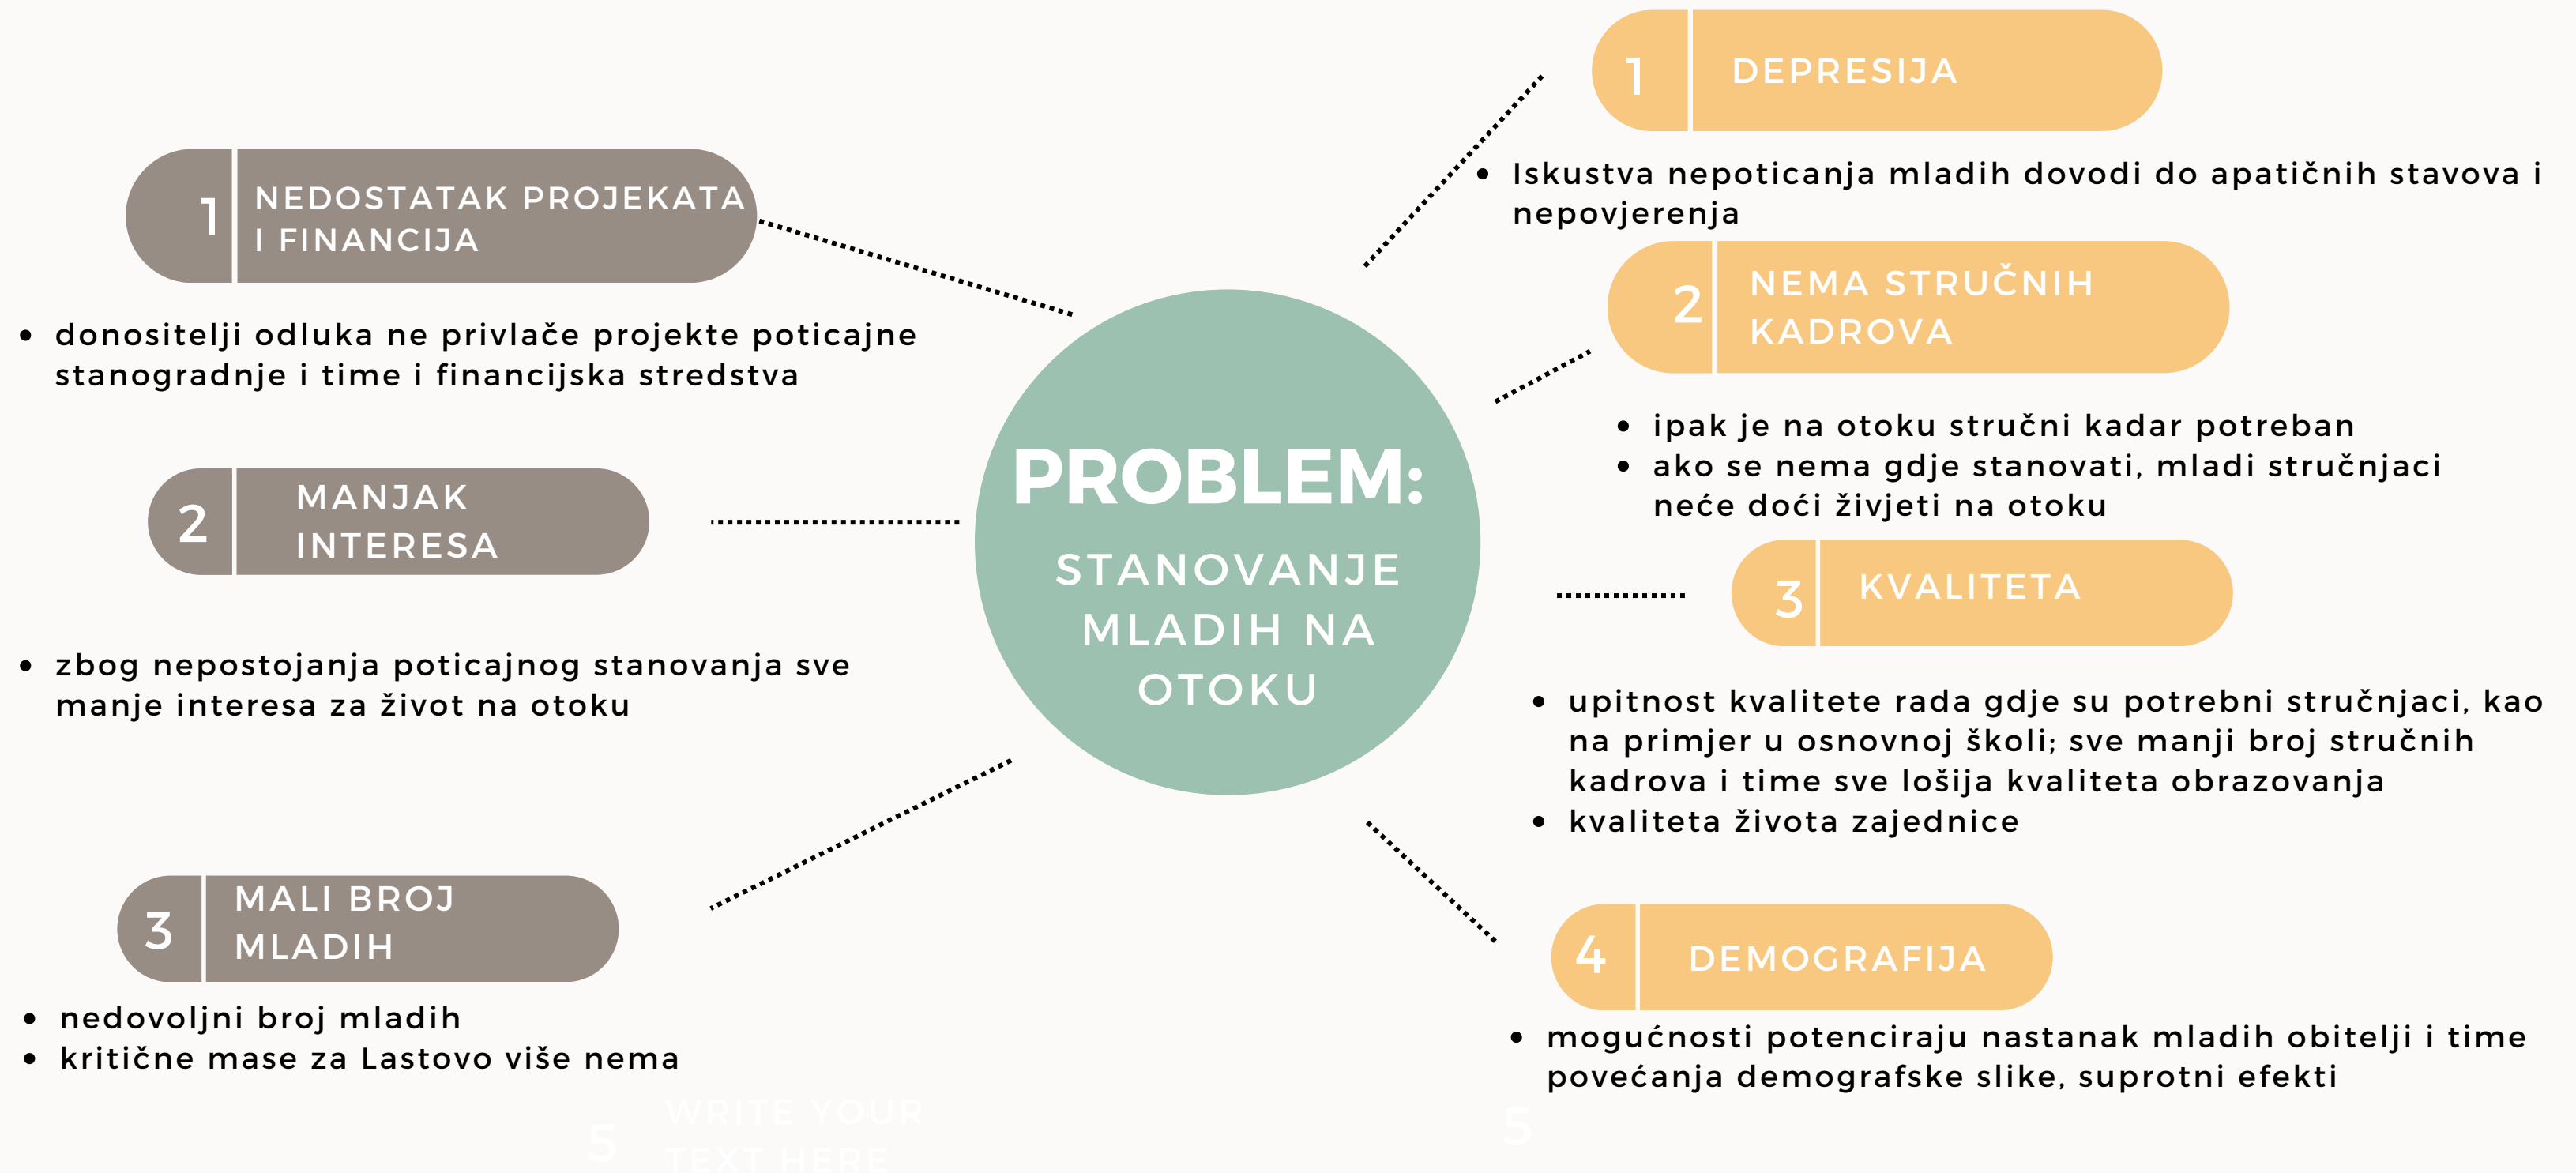 1
NEDOSTATAK PROJEKATA
I FINANCIJA
• donositelji odluka ne privlače projekte poticajne
stanogradnje i time i financijska stredstva
2
MANJAK
INTERESA
• zbog nepostojanja poticajnog stanovanja sve
manje interesa za život na otoku
3
MALI BROJ
MLADIH
• nedovoljni broj mladih
• kritične mase za Lastovo više nema
5
WRITE YOUR
TEXT HERE
PROBLEM:
STANOVANJE
MLADIH NA
OTOKU
1
DEPRESIJA
• Iskustva nepoticanja mladih dovodi do apatičnih stavova i
nepovjerenja
2
NEMA STRUČNIH
KADROVA
• ipak je na otoku stručni kadar potreban
• ako se nema gdje stanovati, mladi stručnjaci
neće doći živjeti na otoku
3
KVALITETA
• upitnost kvalitete rada gdje su potrebni stručnjaci, kao
na primjer u osnovnoj školi; sve manji broj stručnih
kadrova i time sve lošija kvaliteta obrazovanja
• kvaliteta života zajednice
4
DEMOGRAFIJA
• mogućnosti potenciraju nastanak mladih obitelji i time
povećanja demografske slike, suprotni efekti
5